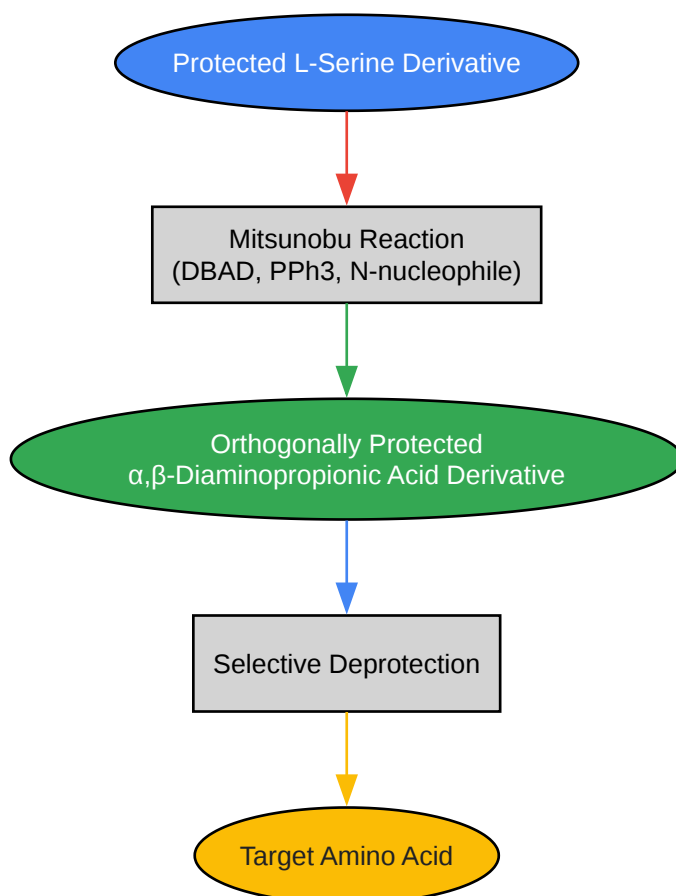 Protected L-Serine Derivative
Mitsunobu Reaction
(DBAD, PPh3, N-nucleophile)
Orthogonally Protected
α,β-Diaminopropionic Acid Derivative
Selective Deprotection
Target Amino Acid